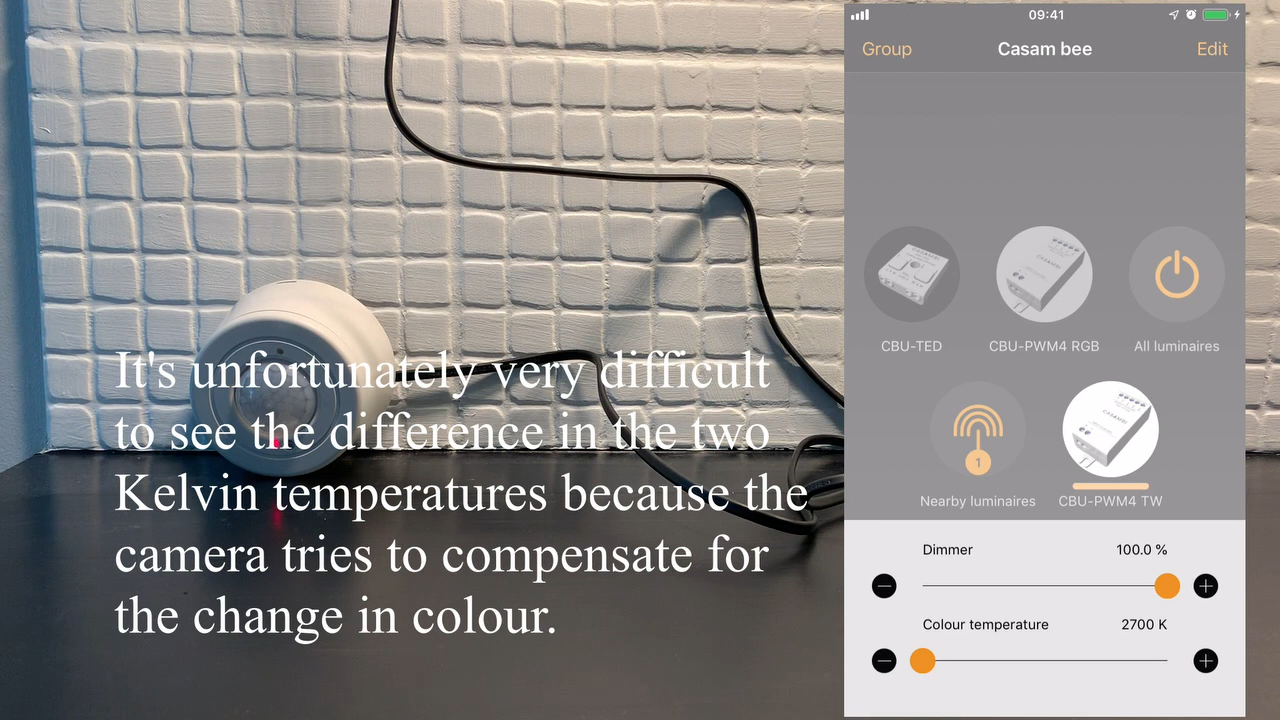 It's unfortunately very difficult
to see the difference in the two
Kelvin temperatures because the
camera tries to compensate for
the change in colour.
09:41
Group Casam bee Edit
CBU-TED CBU-PWM4 RGB All luminaires
1
Nearby luminaires CBU-PWM4 TW
Dimmer 100.0 %
Colour temperature 2700 K